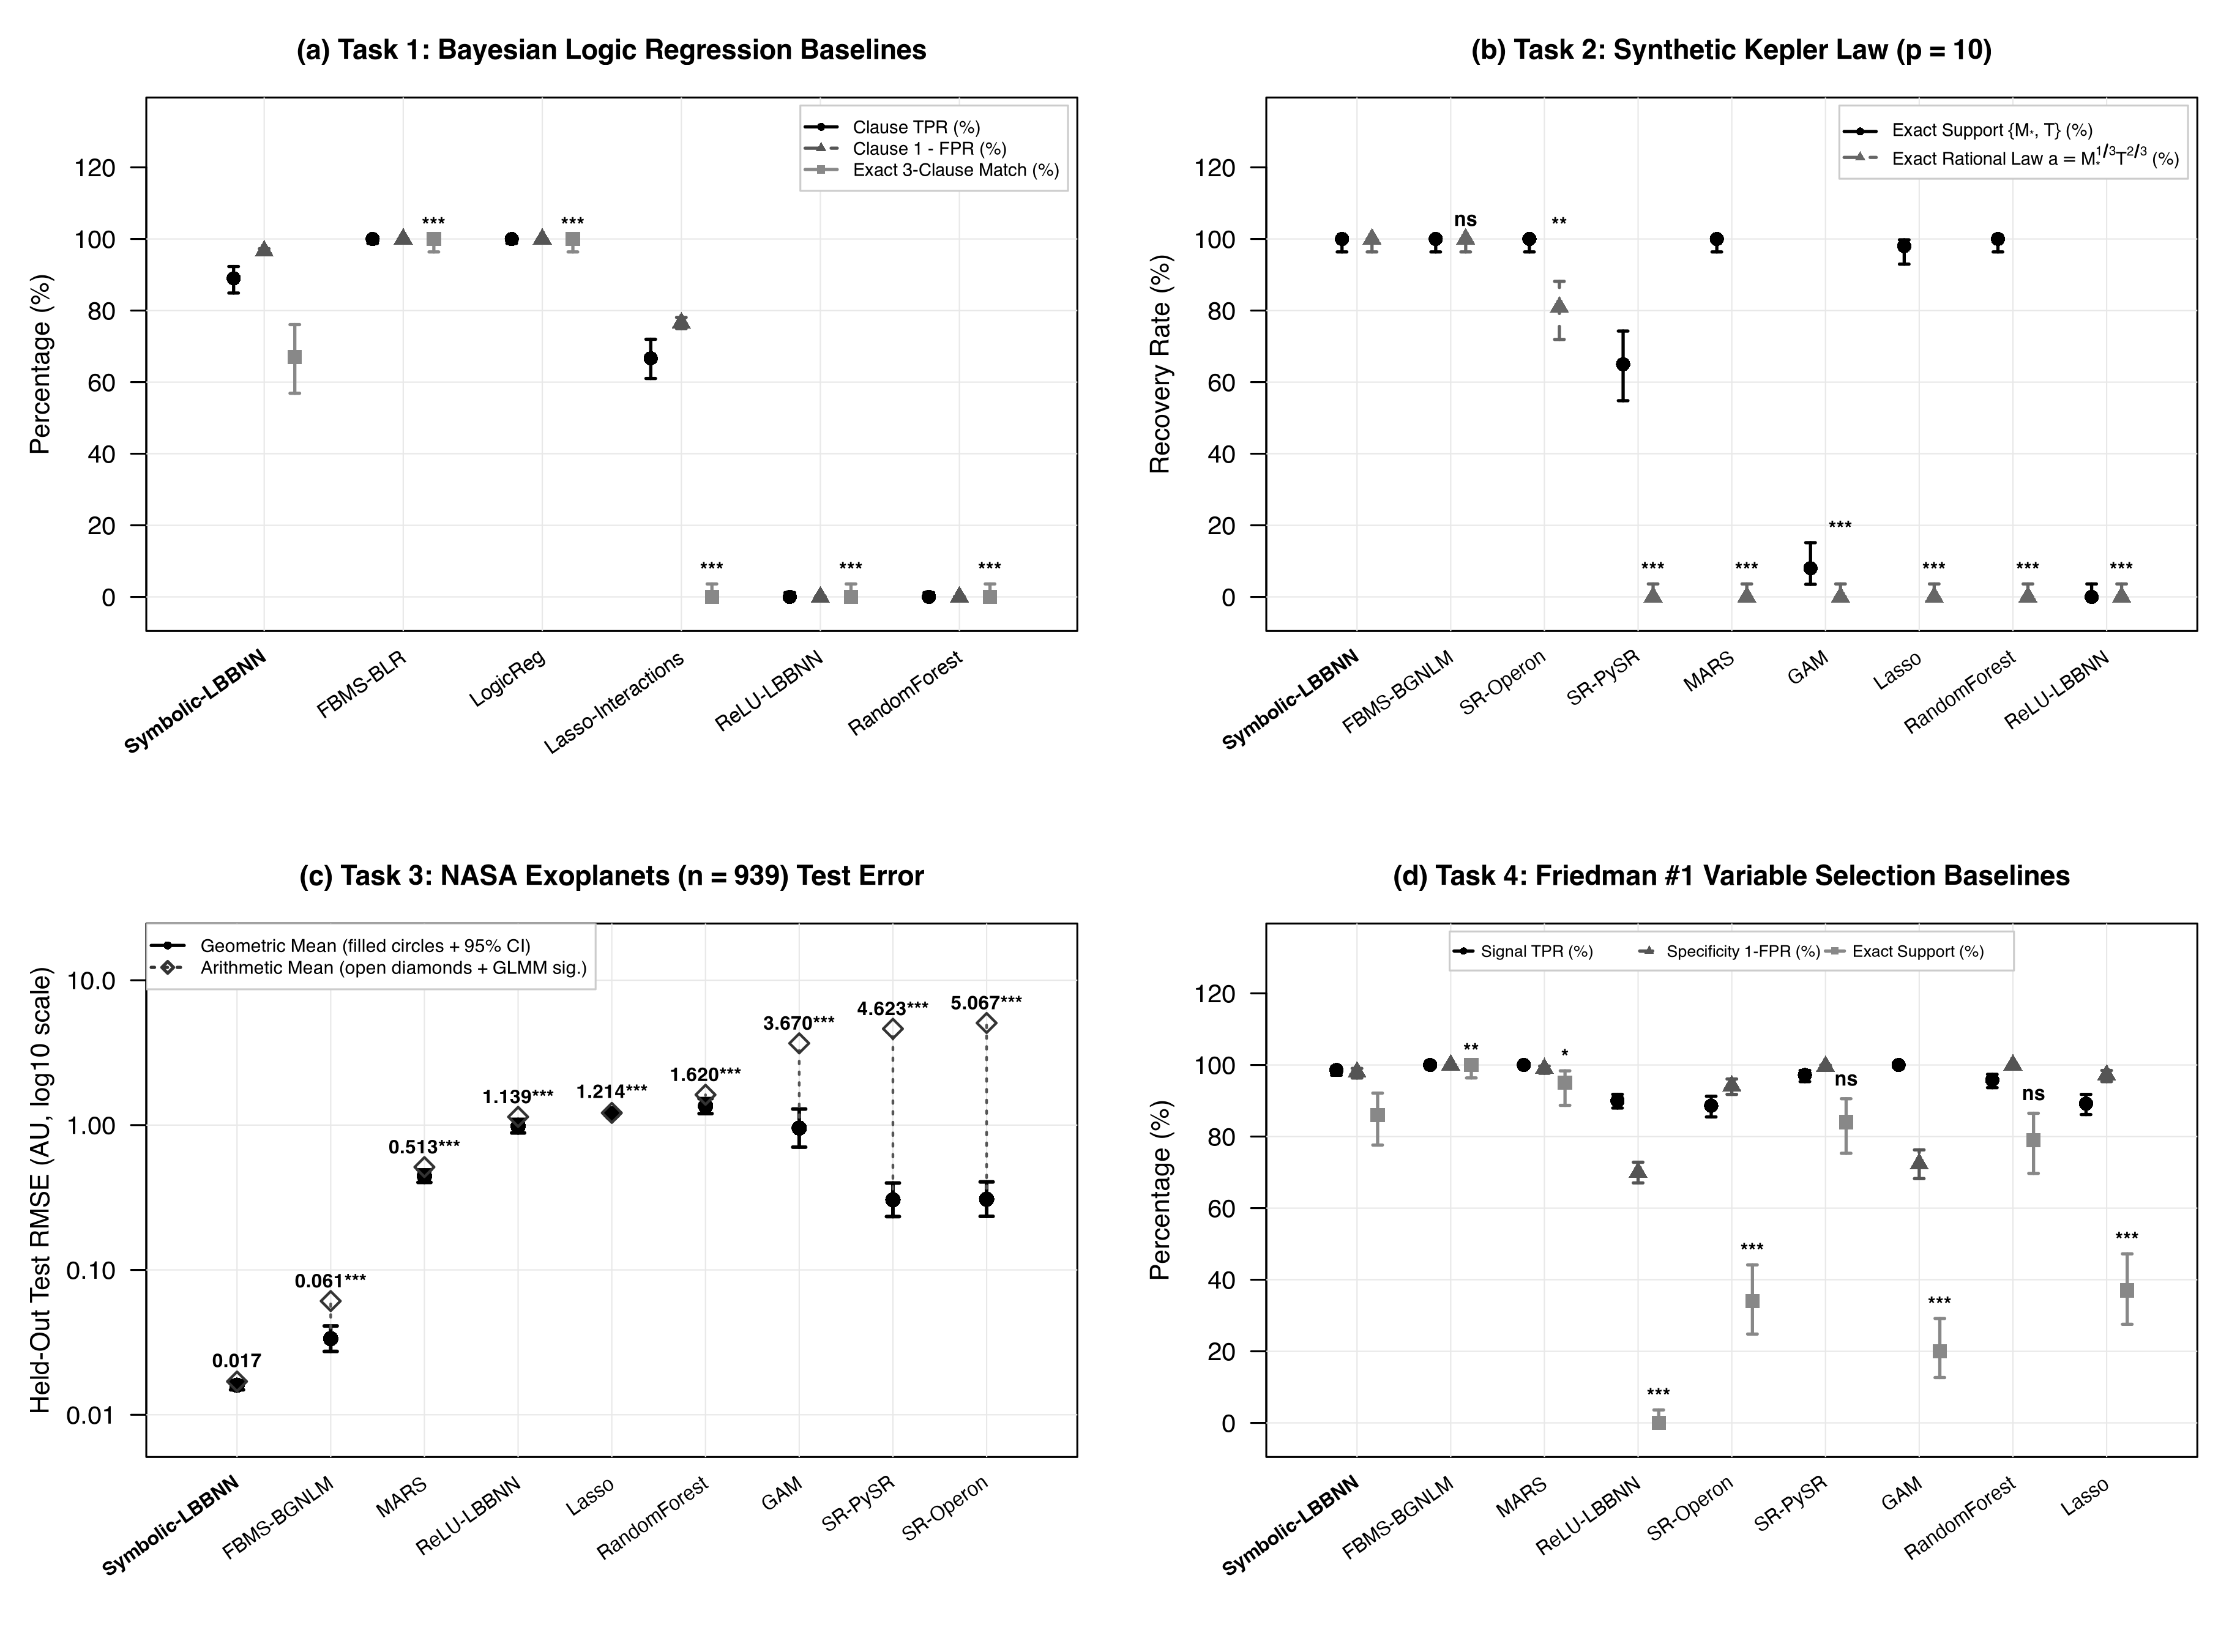 (a) Task 1: Bayesian Logic Regression Baselines
Clause TPR (%)
Clause 1 - FPR (%)
Exact 3-Clause Match (%)
Percentage (%)
120
100
80
60
40
20
0
***
***
***
***
***
Symbolic-LBBNN
FBMS-BLR
LogicReg
Lasso-Interactions
ReLU-LBBNN
RandomForest
(b) Task 2: Synthetic Kepler Law (p = 10)
Exact Support {M*, T} (%)
Exact Rational Law a = M*^1/3 T^2/3 (%)
Recovery Rate (%)
120
100
80
60
40
20
0
ns
**
***
***
***
***
***
***
Symbolic-LBBNN
FBMS-BGNLM
SR-Operon
SR-PySR
MARS
GAM
Lasso
RandomForest
ReLU-LBBNN
(c) Task 3: NASA Exoplanets (n = 939) Test Error
Geometric Mean (filled circles + 95% CI)
Arithmetic Mean (open diamonds + GLMM sig.)
Held-Out Test RMSE (AU, log10 scale)
10.0
1.00
0.10
0.01
0.017
0.061***
0.513***
1.139***
1.214***
1.620***
3.670***
4.623***
5.067***
Symbolic-LBBNN
FBMS-BGNLM
MARS
ReLU-LBBNN
Lasso
RandomForest
GAM
SR-PySR
SR-Operon
(d) Task 4: Friedman #1 Variable Selection Baselines
Signal TPR (%)
Specificity 1-FPR (%)
Exact Support (%)
Percentage (%)
120
100
80
60
40
20
0
**
*
***
***
ns
***
ns
***
Symbolic-LBBNN
FBMS-BGNLM
MARS
ReLU-LBBNN
SR-Operon
SR-PySR
GAM
RandomForest
Lasso